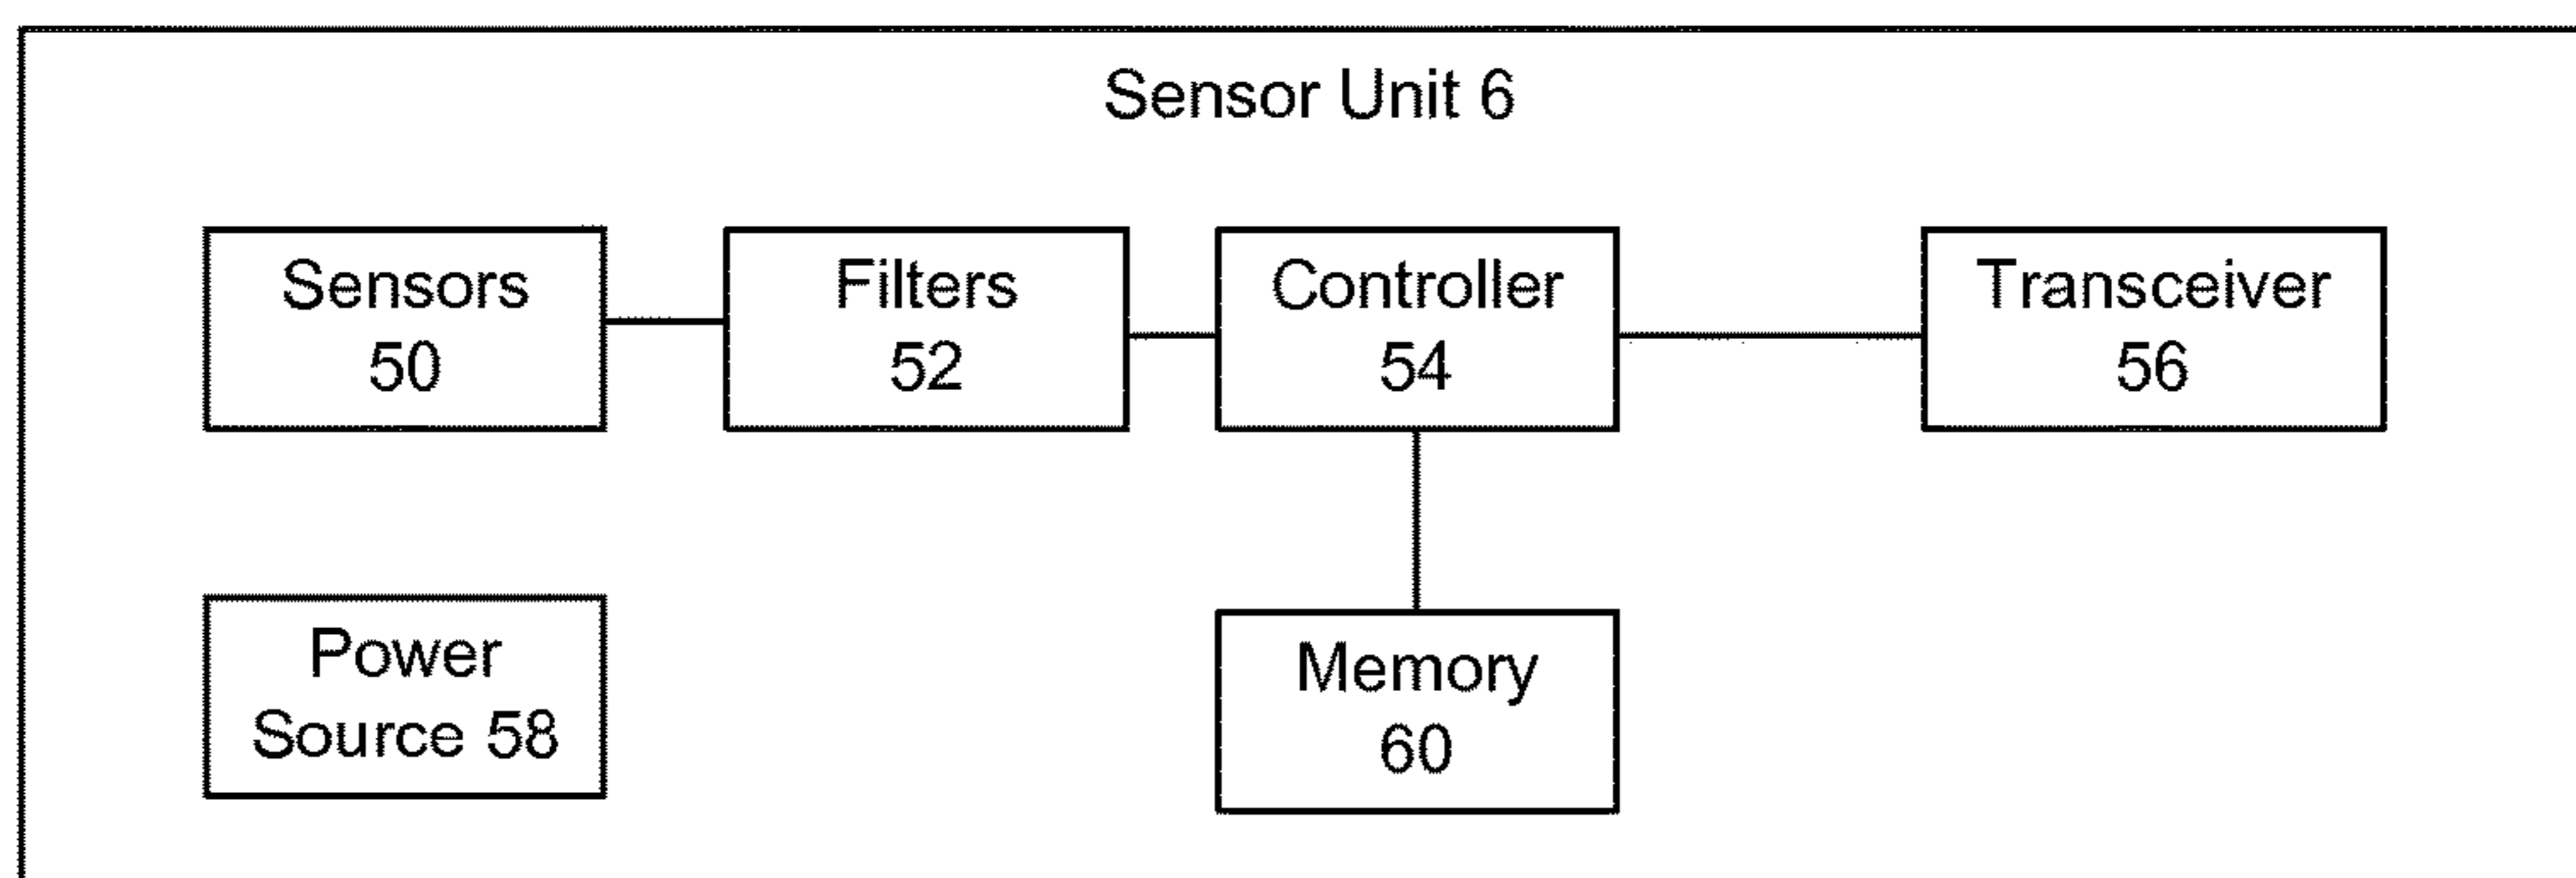 Sensor Unit 6
Sensors
50
Filters
52
Controller
54
Transceiver
56
Power
Source 58
Memory
60